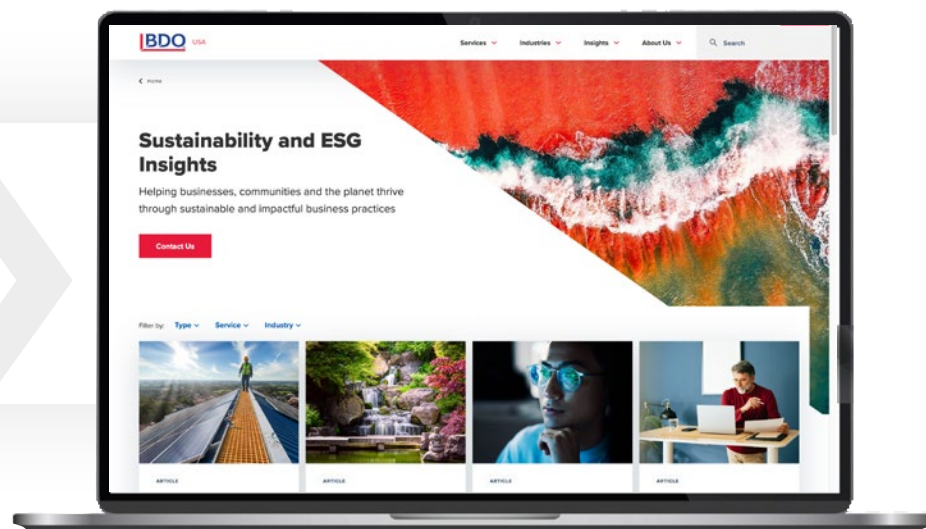 BDO USA
Services Industries Insights About Us Search
Home
Sustainability and ESG
Insights
Helping businesses, communities and the planet thrive
through sustainable and impactful business practices
Contact Us
Filter by: Type Service Industry
ARTICLE ARTICLE ARTICLE ARTICLE